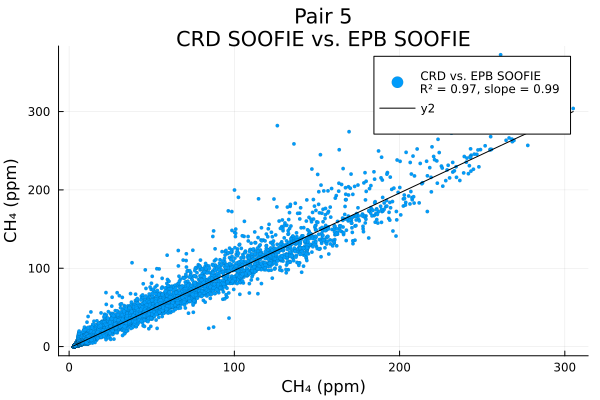 Pair 5
CRD SOOFIE vs. EPB SOOFIE
CRD vs. EPB SOOFIE
R² = 0.97, slope = 0.99
y2
CH₄ (ppm)
300
200
100
0
0 100 200 300
CH₄ (ppm)